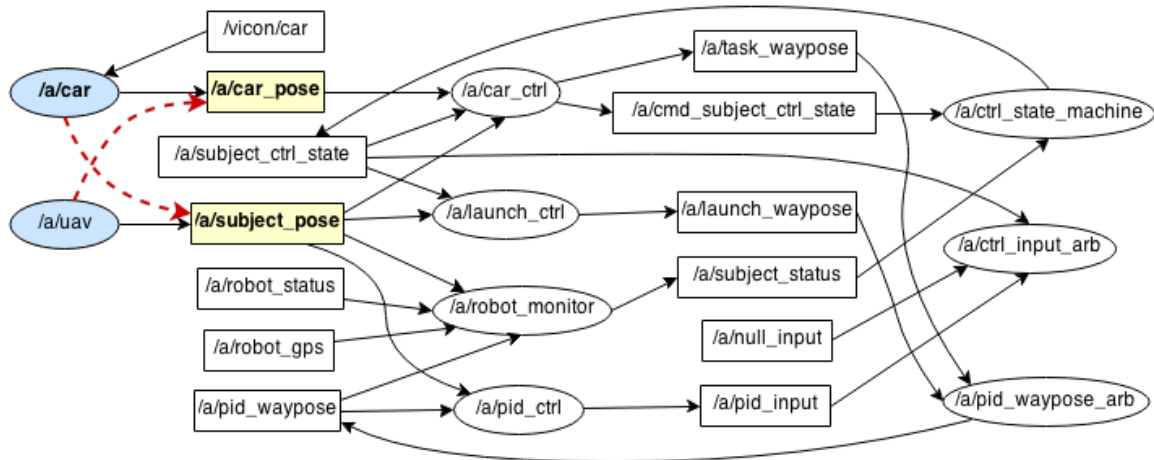 /vicon/car
/a/task_waypose
/a/car
/a/car_pose
/a/car_ctrl
/a/cmd_subject_ctrl_state
/a/ctrl_state_machine
/a/subject_ctrl_state
/a/uav
/a/subject_pose
/a/launch_ctrl
/a/launch_waypose
/a/ctrl_input_arb
/a/robot_status
/a/subject_status
/a/robot_monitor
/a/robot_gps
/a/null_input
/a/pid_waypose
/a/pid_ctrl
/a/pid_input
/a/pid_waypose_arb